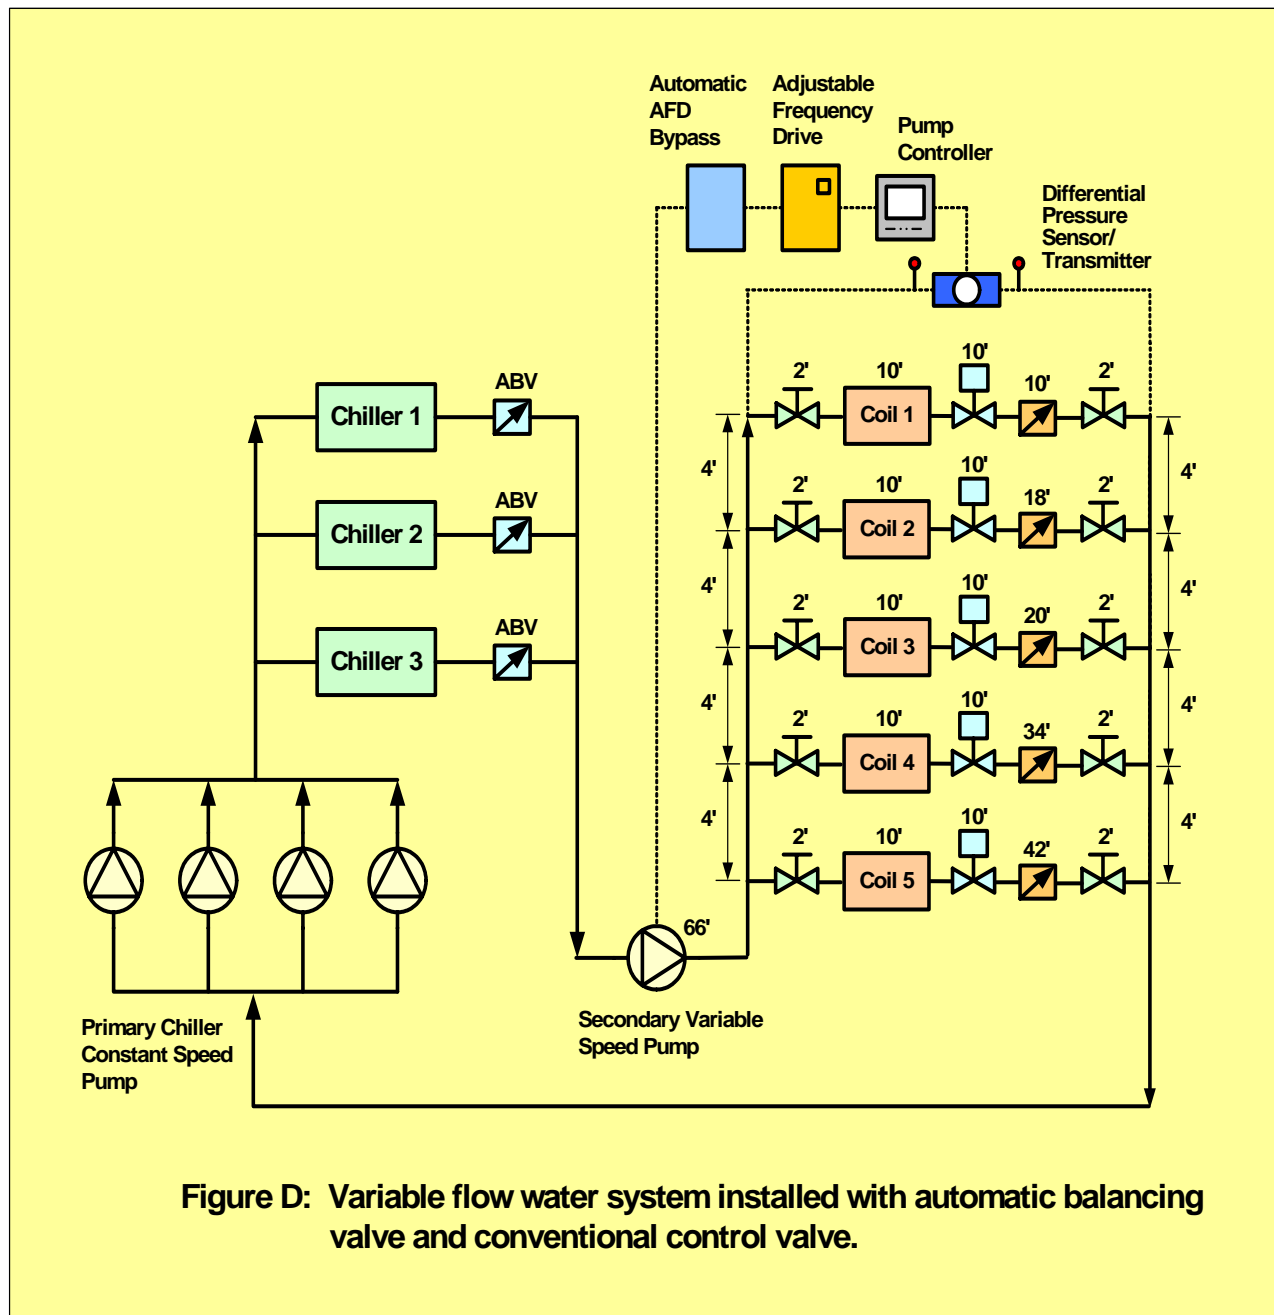 Automatic
AFD
Bypass
Adjustable
Frequency
Drive
Pump
Controller
Differential
Pressure
Sensor/
Transmitter
2' 10' 10' 10' 2'
Chiller 1 ABV Coil 1
4' 4'
2' 10' 10' 18' 2'
Chiller 2 ABV Coil 2
4' 4'
2' 10' 10' 20' 2'
Chiller 3 ABV Coil 3
4' 4'
2' 10' 10' 34' 2'
Coil 4
4' 4'
2' 10' 10' 42' 2'
Coil 5
66'
Primary Chiller
Constant Speed
Pump
Secondary Variable
Speed Pump
Figure D: Variable flow water system installed with automatic balancing
valve and conventional control valve.